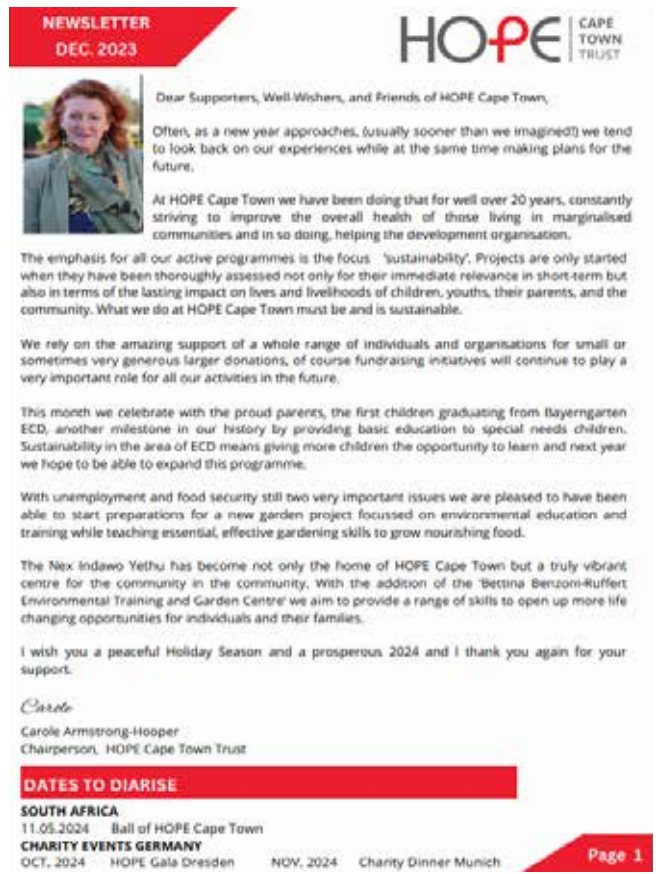 NEWSLETTER
DEC. 2023
HOPE
CAPE
TOWN
TRUST
Dear Supporters, Well-Wishers, and Friends of HOPE Cape Town,
Often, as a new year approaches, (usually sooner than we imagined!) we tend
to look back on our experiences while at the same time making plans for the
future.
At HOPE Cape Town we have been doing that for well over 20 years, constantly
striving to improve the overall health of those living in marginalised
communities and in so doing, helping the development organisation.
The emphasis for all our active programmes is the focus 'sustainability'. Projects are only started
when they have been thoroughly assessed not only for their immediate relevance in short-term but
also in terms of the lasting impact on lives and livelihoods of children, youths, their parents, and the
community. What we do at HOPE Cape Town must be and is sustainable.
We rely on the amazing support of a whole range of individuals and organisations for small or
sometimes very generous larger donations, of course fundraising initiatives will continue to play a
very important role for all our activities in the future.
This month we celebrate with the proud parents, the first children graduating from Bayerngarten
ECD, another milestone in our history by providing basic education to special needs children.
Sustainability in the area of ECD means giving more children the opportunity to learn and next year
we hope to be able to expand this programme.
With unemployment and food security still two very important issues we are pleased to have been
able to start preparations for a new garden project focussed on environmental education and
training while teaching essential, effective gardening skills to grow nourishing food.
The Nex Indawo Yethu has become not only the home of HOPE Cape Town but a truly vibrant
centre for the community in the community. With the addition of the 'Bettina Benzoni-Ruffert
Environmental Training and Garden Centre' we aim to provide a range of skills to open up more life
changing opportunities for individuals and their families.
I wish you a peaceful Holiday Season and a prosperous 2024 and I thank you again for your
support.
Carole
Carole Armstrong-Hooper
Chairperson, HOPE Cape Town Trust
DATES TO DIARISE
SOUTH AFRICA
11.05.2024 Ball of HOPE Cape Town
CHARITY EVENTS GERMANY
OCT. 2024 HOPE Gala Dresden NOV. 2024 Charity Dinner Munich
Page 1